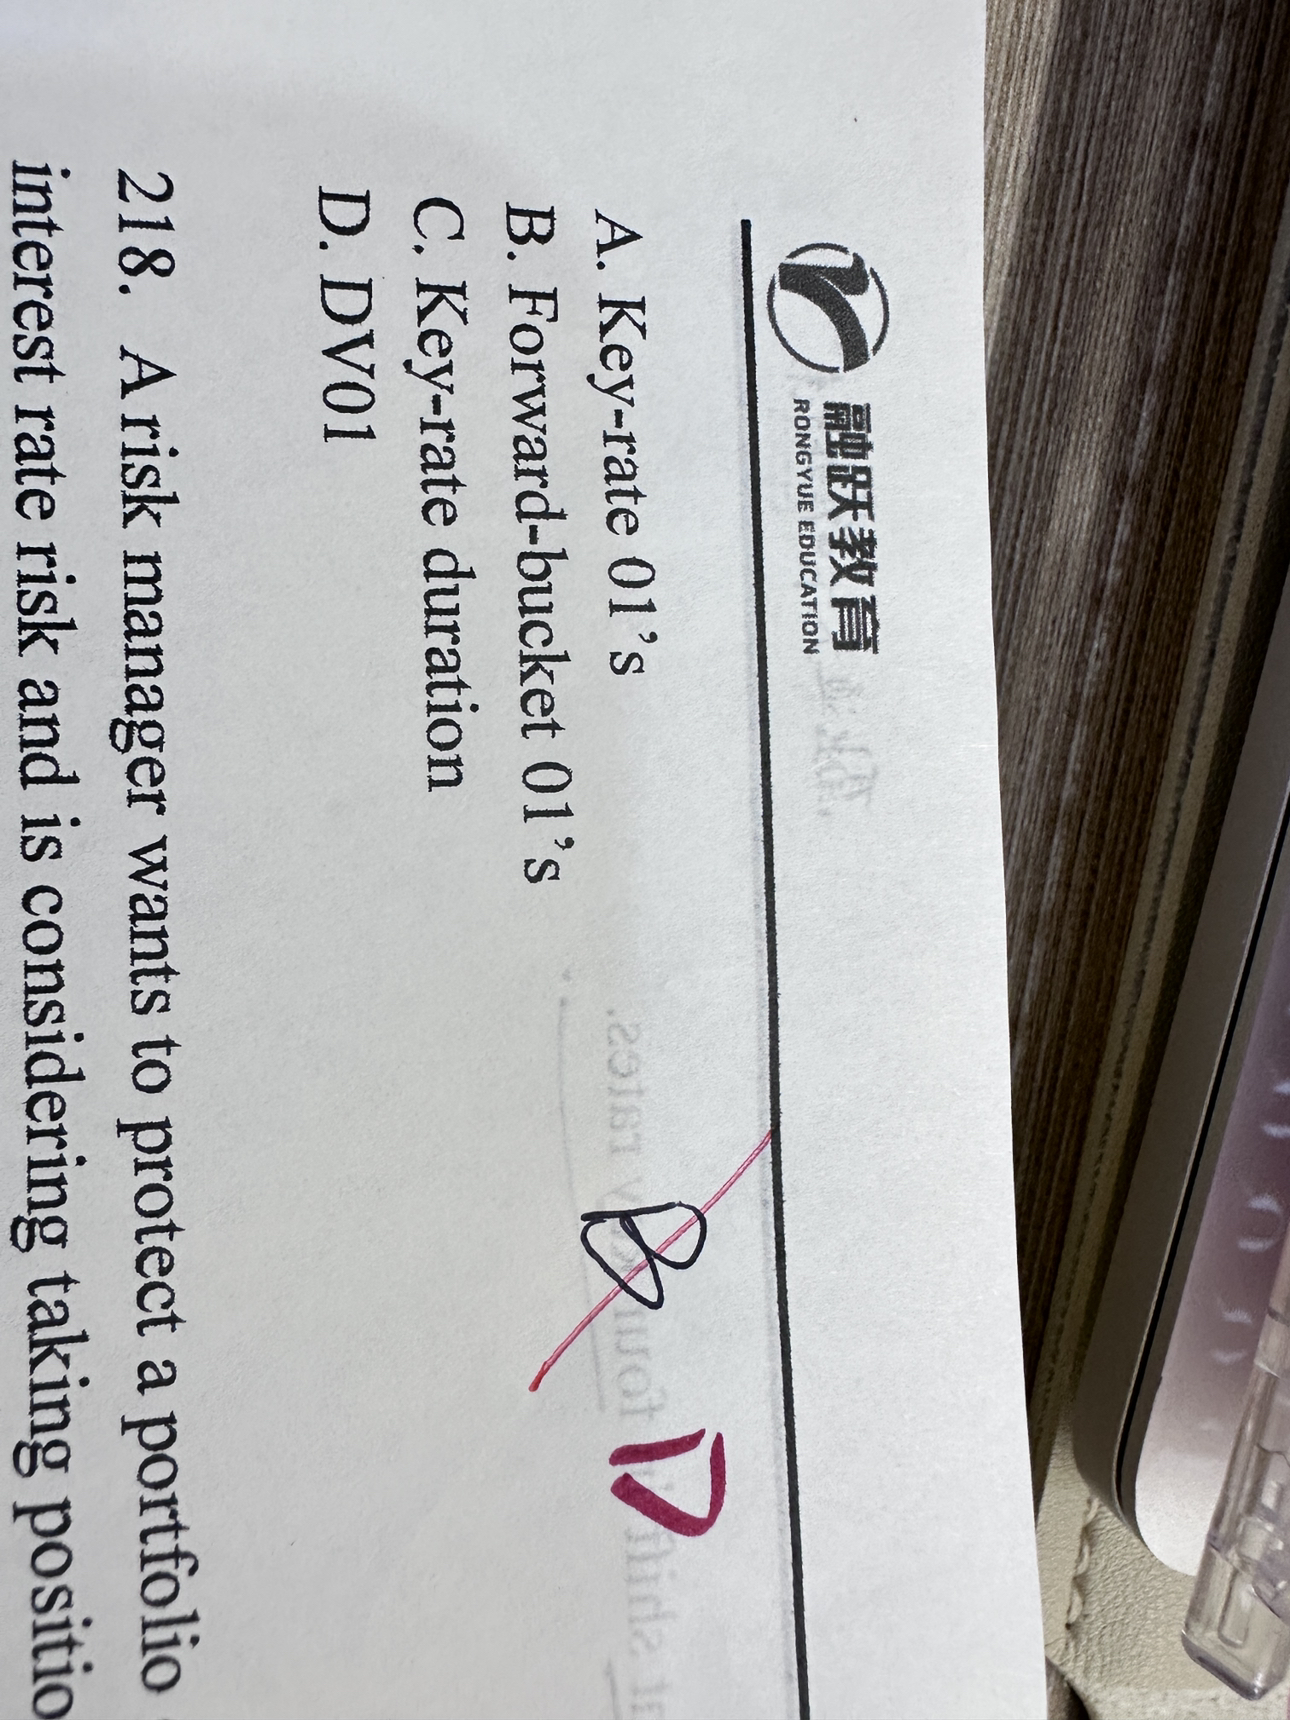 融跃教育
RONGYUE EDUCATION
A. Key-rate 01's
B. Forward-bucket 01's
C. Key-rate duration
D. DV01
B
D
218. A risk manager wants to protect a portfolio
interest rate risk and is considering taking positio